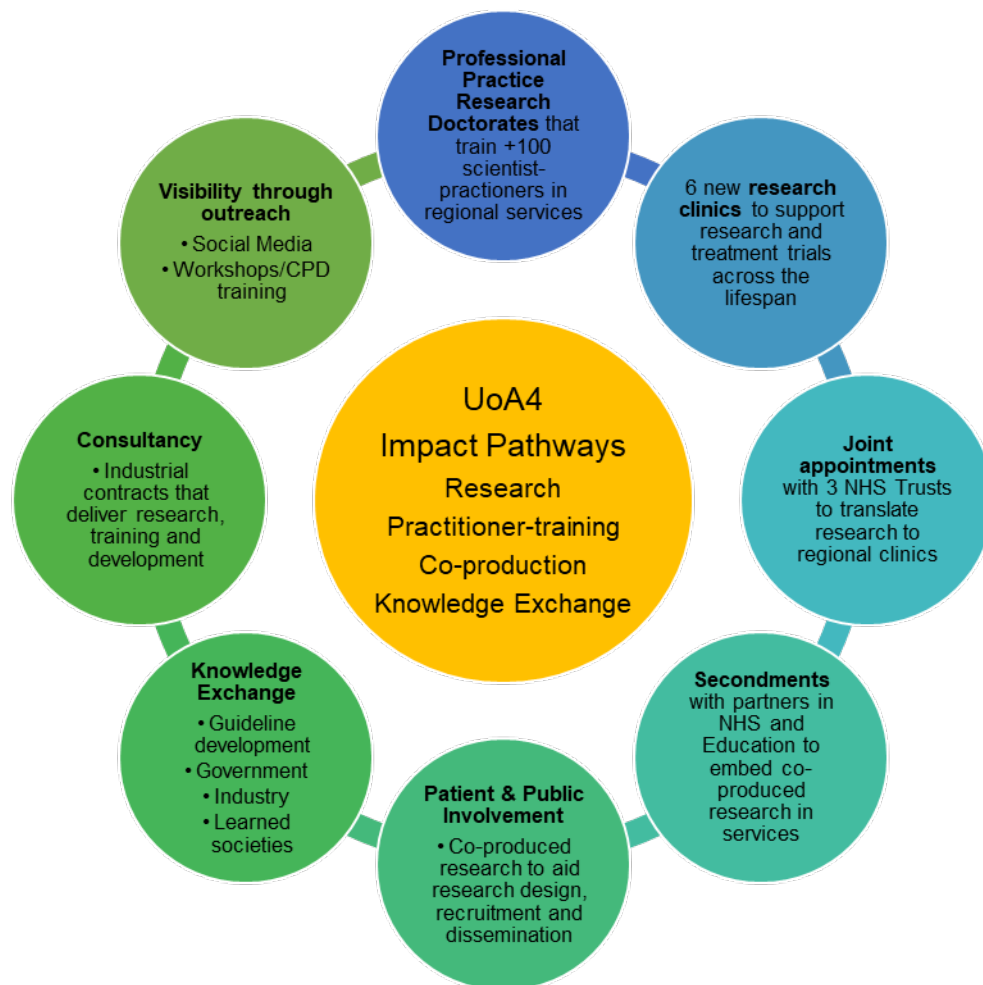 Professional
Practice
Research
Doctorates that
train +100
scientist-
practioners in
regional services
6 new research
clinics to support
research and
treatment trials
across the
lifespan
Joint
appointments
with 3 NHS Trusts
to translate
research to
regional clinics
Secondments
with partners in
NHS and
Education to
embed co-
produced
research in
services
Patient & Public
Involvement
• Co-produced
research to aid
research design,
recruitment and
dissemination
Knowledge
Exchange
• Guideline
development
• Government
• Industry
• Learned
societies
Consultancy
• Industrial
contracts that
deliver research,
training and
development
Visibility through
outreach
• Social Media
• Workshops/CPD
training
UoA4
Impact Pathways
Research
Practitioner-training
Co-production
Knowledge Exchange